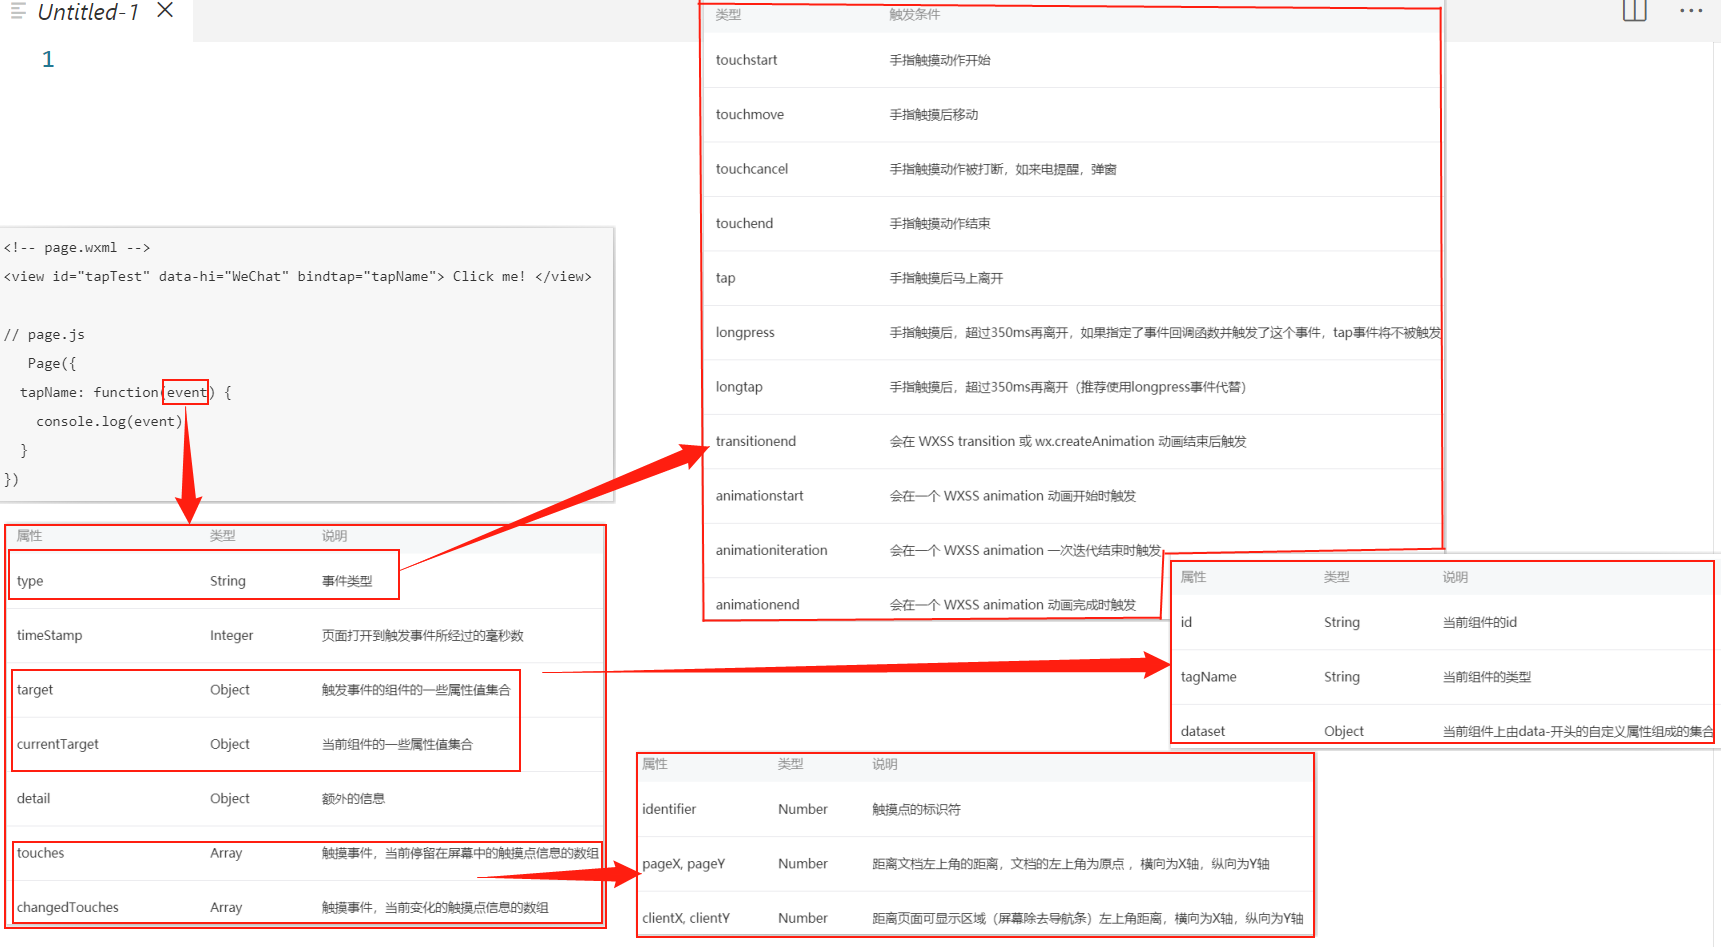 Untitled-1
1
<!-- page.wxml -->
<view id="tapTest" data-hi="WeChat" bindtap="tapName"> Click me! </view>
// page.js
Page({
tapName: function(event) {
console.log(event)
}
})
类型 触发条件
touchstart 手指触摸动作开始
touchmove 手指触摸后移动
touchcancel 手指触摸动作被打断，如来电提醒，弹窗
touchend 手指触摸动作结束
tap 手指触摸后马上离开
longpress 手指触摸后，超过350ms再离开，如果指定了事件回调函数并触发了这个事件，tap事件将不被触发
longtap 手指触摸后，超过350ms再离开（推荐使用longpress事件代替）
transitionend 会在 WXSS transition 或 wx.createAnimation 动画结束后触发
animationstart 会在一个 WXSS animation 动画开始时触发
animationiteration 会在一个 WXSS animation 一次迭代结束时触发
animationend 会在一个 WXSS animation 动画完成时触发
属性 类型 说明
type String 事件类型
timeStamp Integer 页面打开到触发事件所经过的毫秒数
target Object 触发事件的组件的一些属性值集合
currentTarget Object 当前组件的一些属性值集合
detail Object 额外的信息
touches Array 触摸事件，当前停留在屏幕中的触摸点信息的数组
changedTouches Array 触摸事件，当前变化的触摸点信息的数组
属性 类型 说明
id String 当前组件的id
tagName String 当前组件的类型
dataset Object 当前组件上由data-开头的自定义属性组成的集合
属性 类型 说明
identifier Number 触摸点的标识符
pageX, pageY Number 距离文档左上角的距离，文档的左上角为原点 ，横向为X轴，纵向为Y轴
clientX, clientY Number 距离页面可显示区域（屏幕除去导航条）左上角距离，横向为X轴，纵向为Y轴